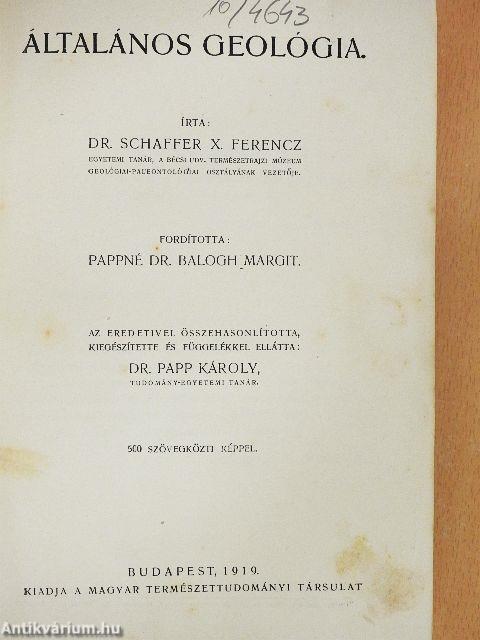 10/4643
ÁLTALÁNOS GEOLÓGIA.
ÍRTA:
DR. SCHAFFER X. FERENCZ
EGYETEMI TANÁR, A BÉCSI UDV. TERMÉSZETRAJZI MÚZEUM
GEOLÓGIAI-PALEONTOLÓGIAI OSZTÁLYÁNAK VEZETŐJE.
FORDÍTOTTA:
PAPPNÉ DR. BALOGH MARGIT.
AZ EREDETIVEL ÖSSZEHASONLÍTOTTA,
KIEGÉSZÍTETTE ÉS FÜGGELÉKKEL ELLÁTTA:
DR. PAPP KÁROLY,
TUDOMÁNY-EGYETEMI TANÁR.
500 SZÖVEGKÖZTI KÉPPEL.
BUDAPEST, 1919.
KIADJA A MAGYAR TERMÉSZETTUDOMÁNYI TÁRSULAT
Antikvárium.hu